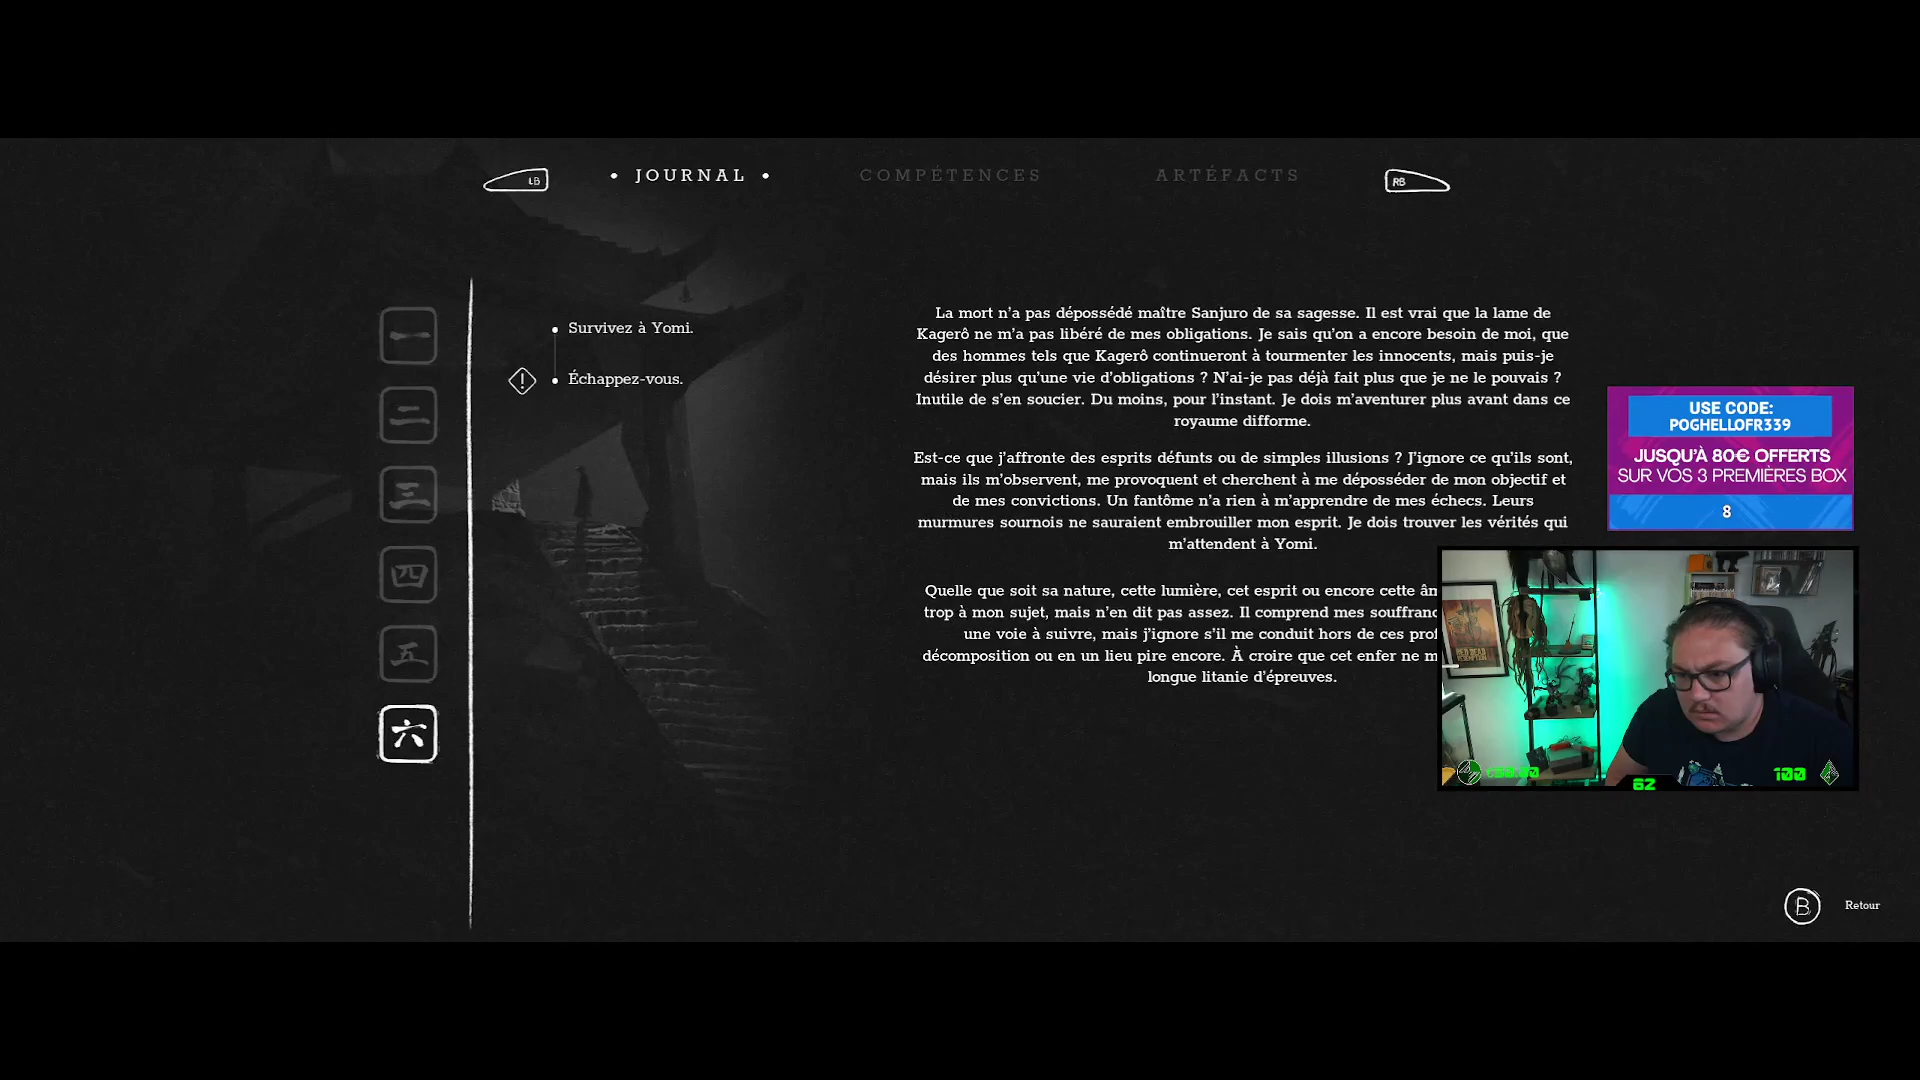 LB
• JOURNAL •
COMPÉTENCES
ARTÉFACTS
RB
一
二
三
四
五
六
• Survivez à Yomi.
! • Échappez-vous.
La mort n'a pas dépossédé maître Sanjuro de sa sagesse. Il est vrai que la lame de
Kagerô ne m'a pas libéré de mes obligations. Je sais qu'on a encore besoin de moi, que
des hommes tels que Kagerô continueront à tourmenter les innocents, mais puis-je
désirer plus qu'une vie d'obligations ? N'ai-je pas déjà fait plus que je ne le pouvais ?
Inutile de s'en soucier. Du moins, pour l'instant. Je dois m'aventurer plus avant dans ce
royaume difforme.
Est-ce que j'affronte des esprits défunts ou de simples illusions ? J'ignore ce qu'ils sont,
mais ils m'observent, me provoquent et cherchent à me déposséder de mon objectif et
de mes convictions. Un fantôme n'a rien à m'apprendre de mes échecs. Leurs
murmures sournois ne sauraient embrouiller mon esprit. Je dois trouver les vérités qui
m'attendent à Yomi.
Quelle que soit sa nature, cette lumière, cet esprit ou encore cette
trop à mon sujet, mais n'en dit pas assez. Il comprend mes
une voie à suivre, mais j'ignore s'il me conduit hors de ces
décomposition ou en un lieu pire encore. À croire que cet enfer ne
longue litanie d'épreuves.
USE CODE:
POGHELLOFR339
JUSQU'À 80€ OFFERTS
SUR VOS 3 PREMIÈRES BOX
8
RED DEAD
REDEMPTION
62
100
B Retour